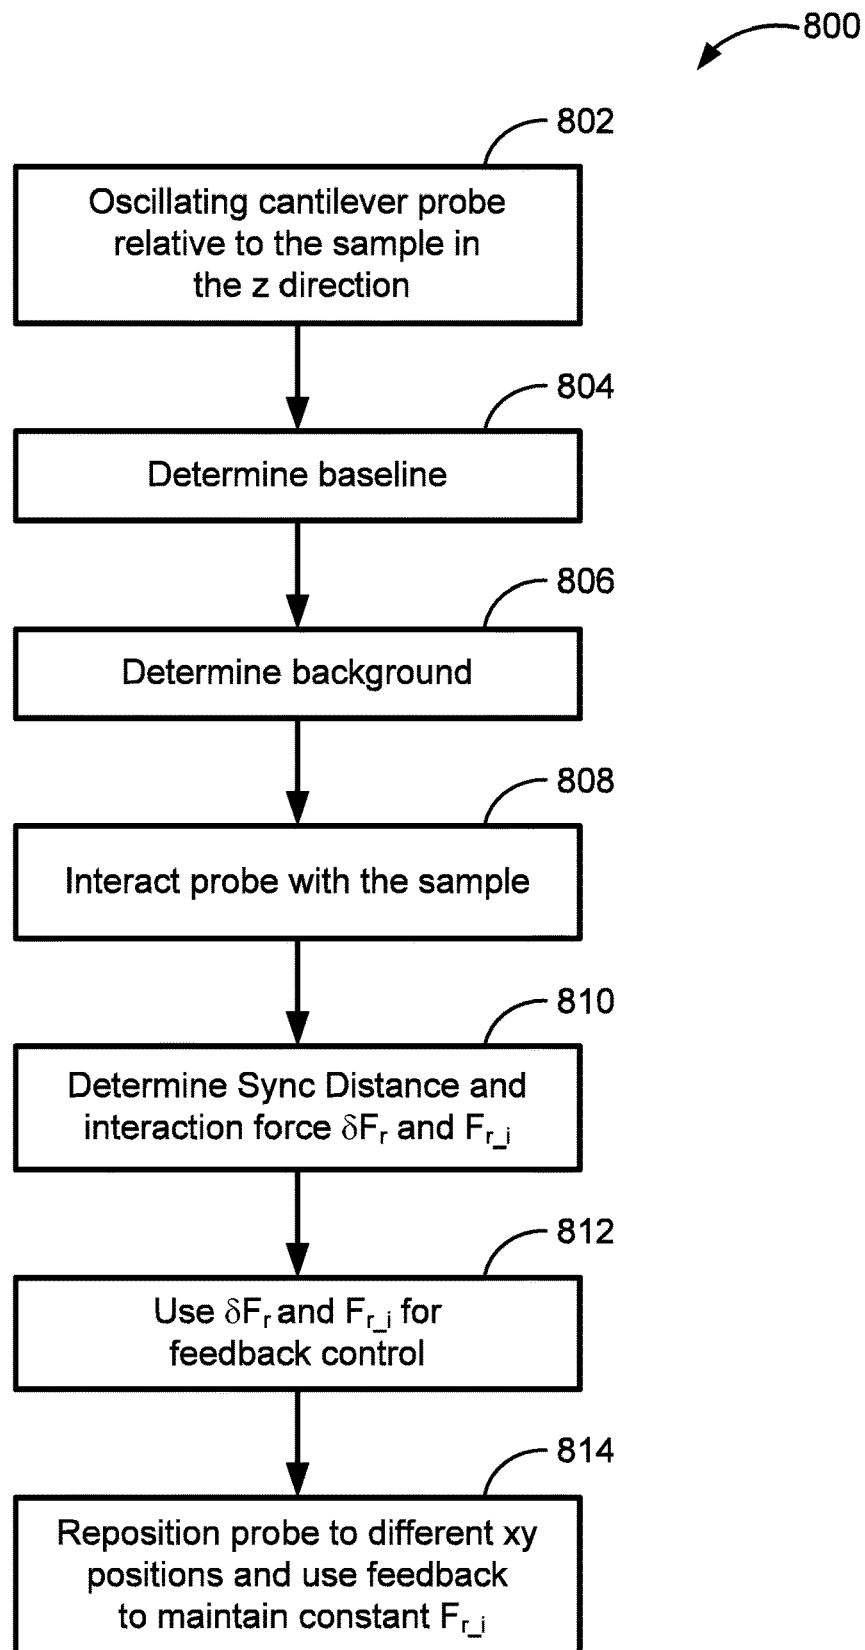 800
802
Oscillating cantilever probe
relative to the sample in
the z direction
804
Determine baseline
806
Determine background
808
Interact probe with the sample
810
Determine Sync Distance and
interaction force δFr and Fr_i
812
Use δFr and Fr_i for
feedback control
814
Reposition probe to different xy
positions and use feedback
to maintain constant Fr_i